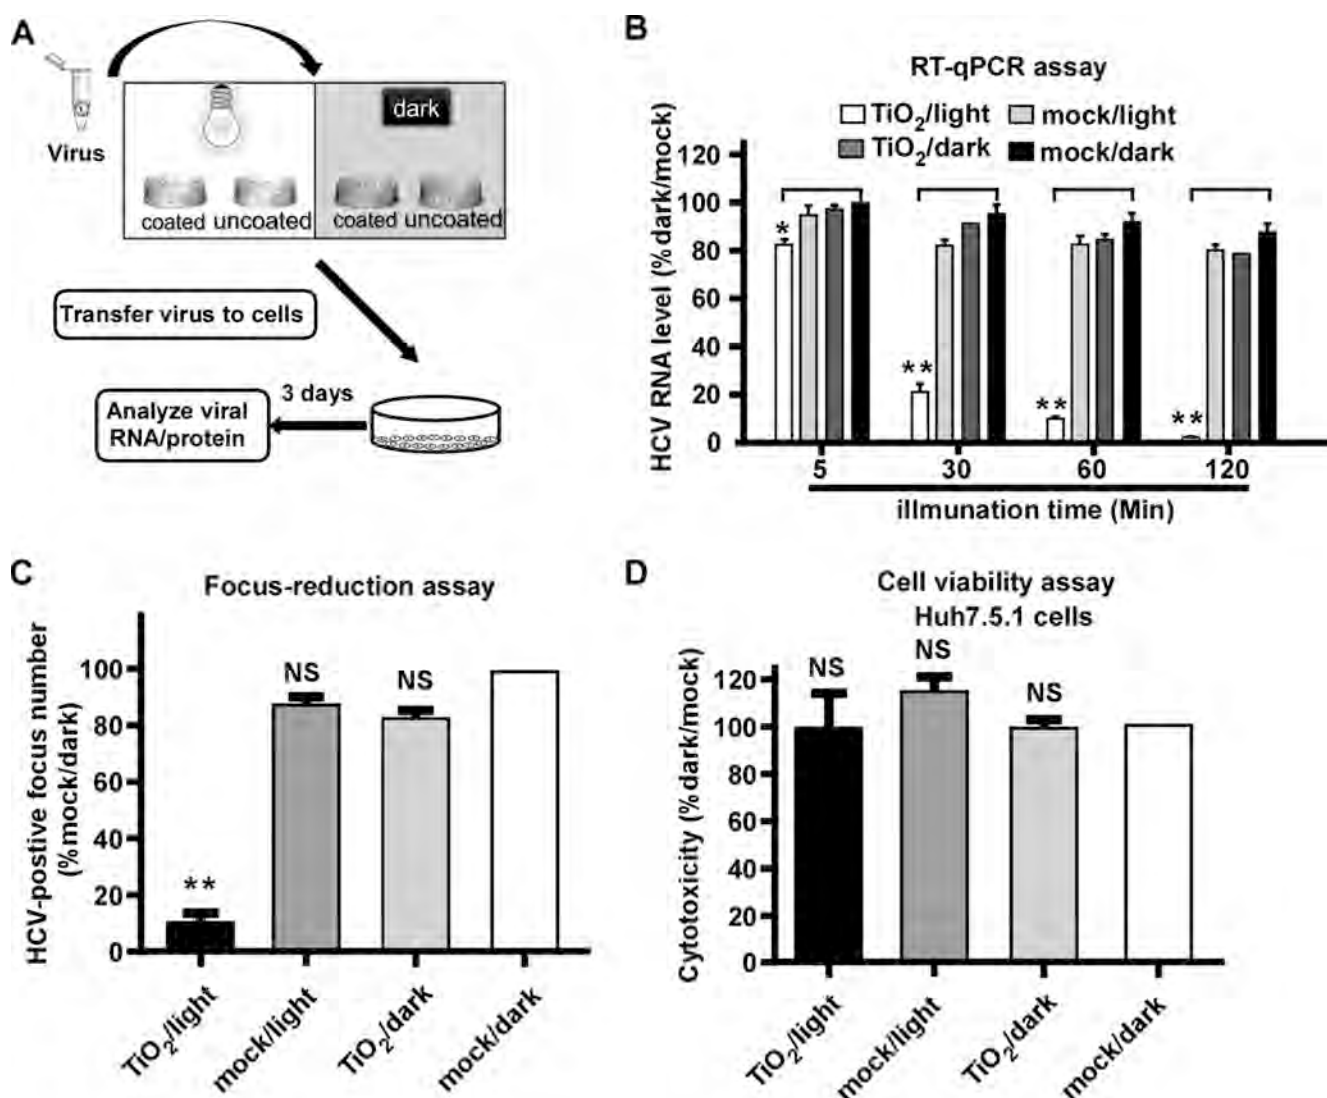 A
Virus
dark
coated uncoated
coated uncoated
Transfer virus to cells
3 days
Analyze viral
RNA/protein
B
RT-qPCR assay
TiO2/light
mock/light
TiO2/dark
mock/dark
HCV RNA level (%dark/mock)
120
100
80
60
40
20
0
*
**
**
**
5 30 60 120
illmunation time (Min)
C
Focus-reduction assay
HCV-postive focus number
(%mock/dark)
100
80
60
40
20
0
**
NS
NS
TiO2/light
mock/light
TiO2/dark
mock/dark
D
Cell viability assay
Huh7.5.1 cells
Cytotoxicity (%dark/mock)
120
100
80
60
40
20
0
NS
NS
NS
TiO2/light
mock/light
TiO2/dark
mock/dark